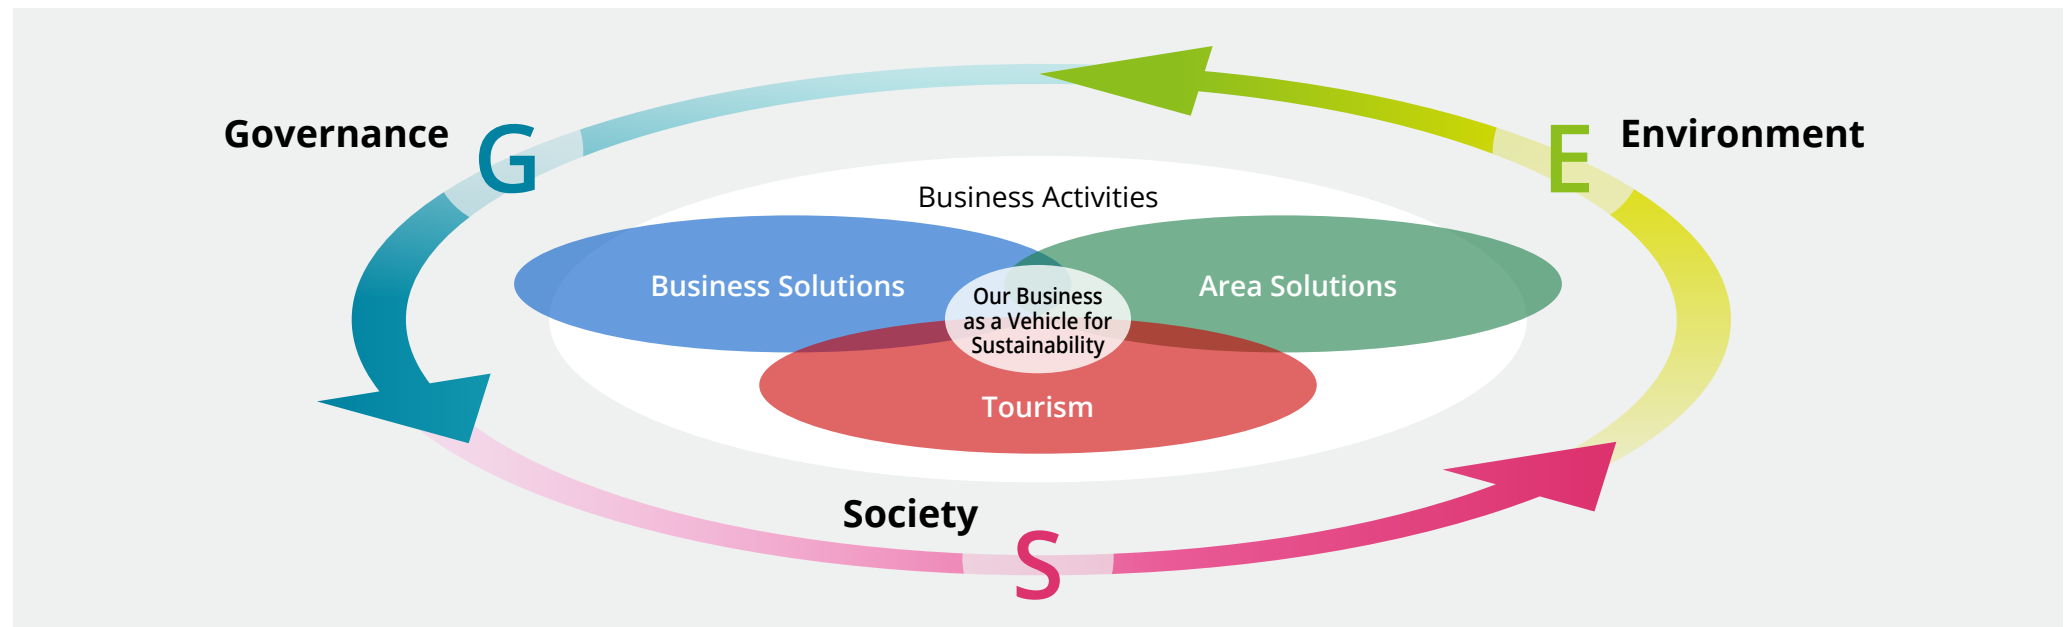 Governance
G
E
Environment
Business Activities
Business Solutions
Area Solutions
Our Business
as a Vehicle for
Sustainability
Tourism
Society
S